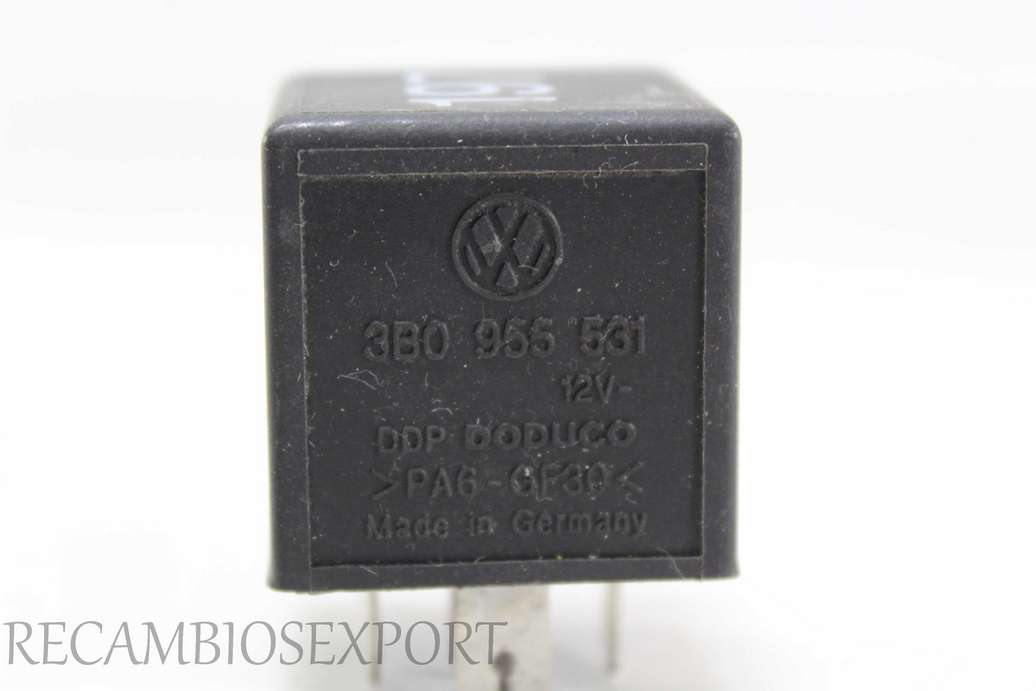 3B0 955 531
12V-
DDP DODUCO
>PA6-GF30<
Made in Germany
RECAMBIOSEXPORT